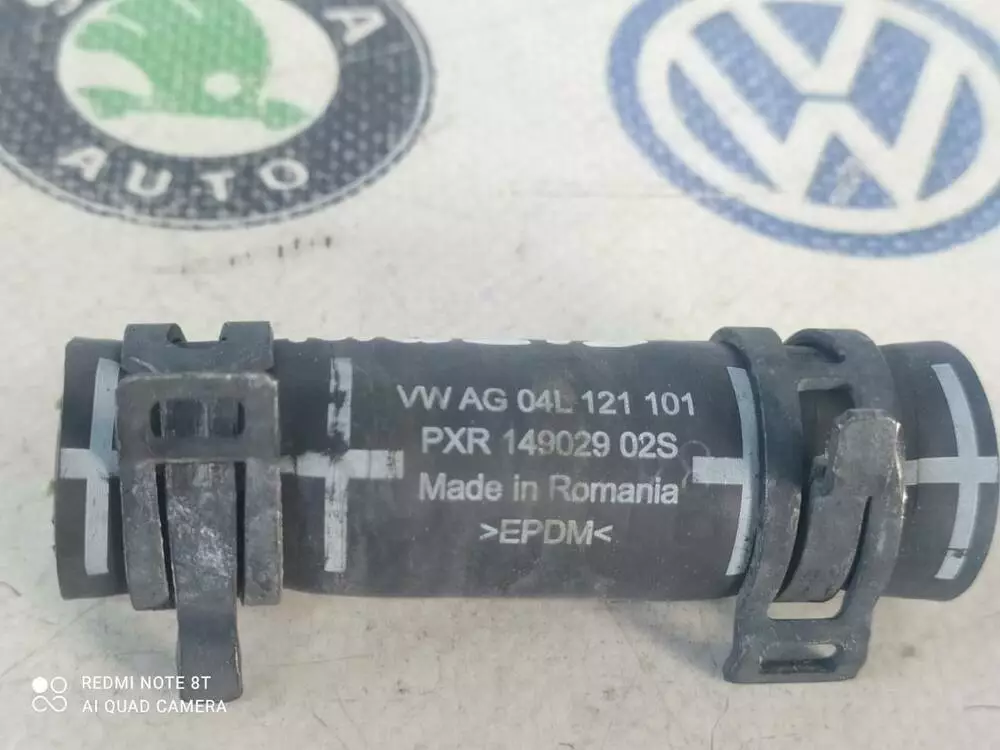 AUTO
VW AG 04L 121 101
PXR 149029 02S
Made in Romania
>EPDM<
REDMI NOTE 8T
AI QUAD CAMERA